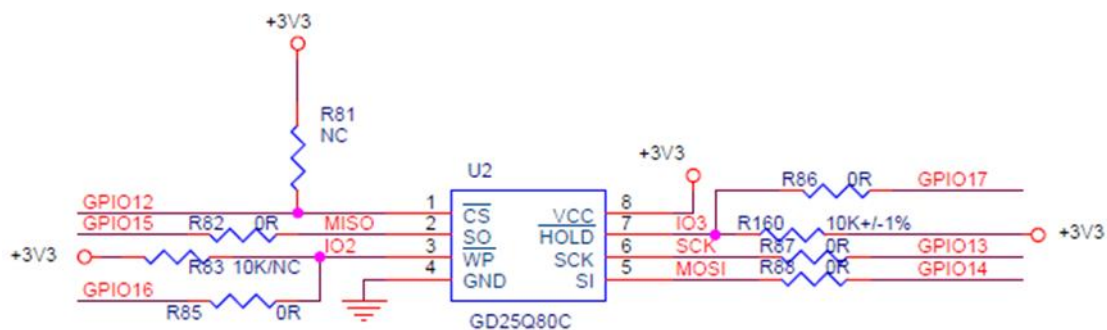 +3V3
R81
NC
+3V3
U2
R86 0R GPIO17
GPIO12 1 CS VCC 8
GPIO15 R82 0R MISO 2 SO HOLD 7 IO3 R160 10K+/-1% +3V3
+3V3 R83 10K/NC IO2 3 WP SCK 6 SCK R87 0R GPIO13
4 GND SI 5 MOSI R88 0R GPIO14
GPIO16 R85 0R
GD25Q80C